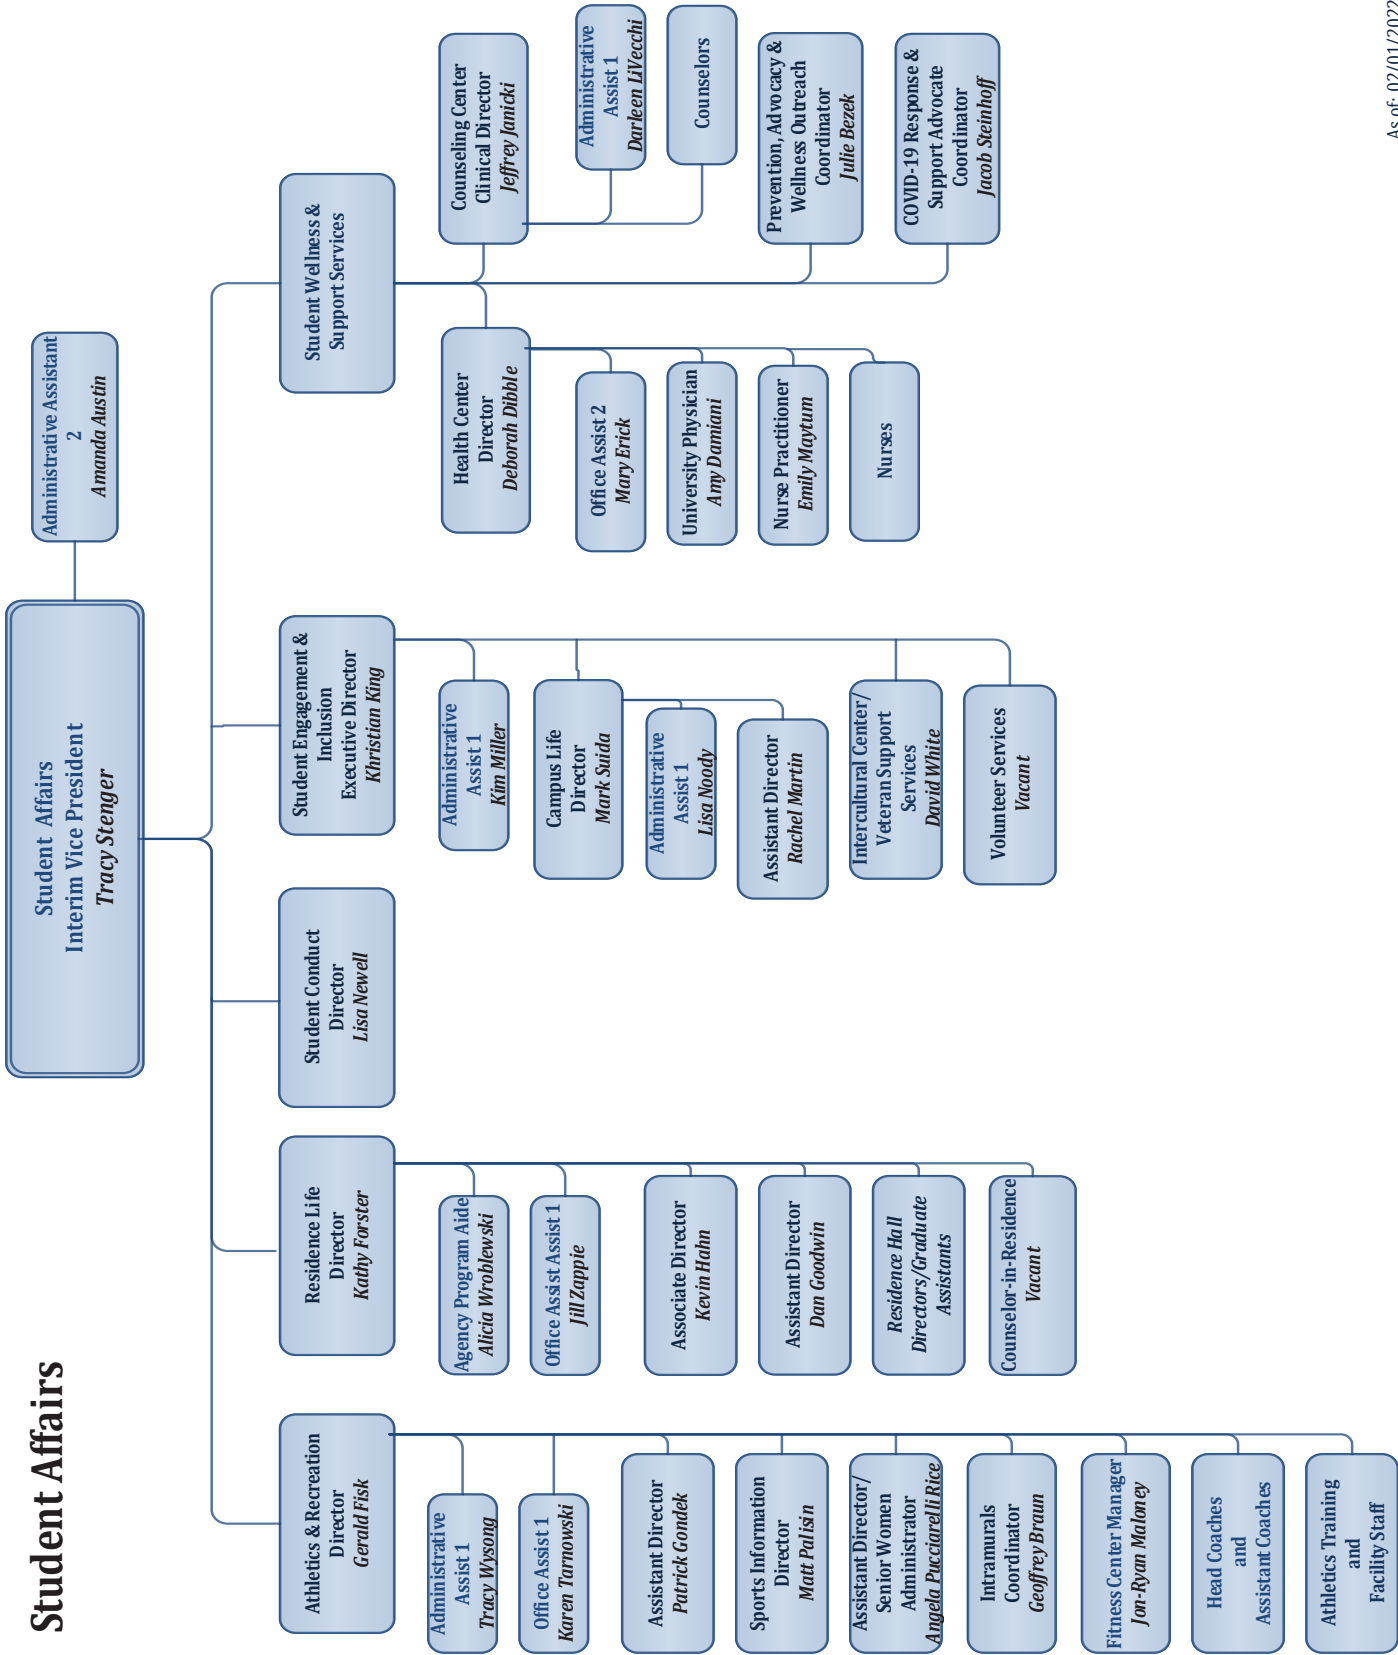 Student Affairs
Student Affairs
Interim Vice President
Tracy Stenger
Administrative Assistant
2
Amanda Austin
Athletics & Recreation
Director
Gerald Fisk
Administrative
Assist 1
Tracy Wysong
Office Assist 1
Karen Tarnowski
Assistant Director
Patrick Gondek
Sports Information
Director
Matt Palisin
Assistant Director/
Senior Women
Administrator
Angela Pucciarelli Rice
Intramurals
Coordinator
Geoffrey Braun
Fitness Center Manager
Jon-Ryan Maloney
Head Coaches
and
Assistant Coaches
Athletics Training
and
Facility Staff
Residence Life
Director
Kathy Forster
Agency Program Aide
Alicia Wroblewski
Office Assist Assist 1
Jill Zappie
Associate Director
Kevin Hahn
Assistant Director
Dan Goodwin
Residence Hall
Directors/Graduate
Assistants
Counselor-in-Residence
Vacant
Student Conduct
Director
Lisa Newell
Student Engagement &
Inclusion
Executive Director
Khristian King
Administrative
Assist 1
Kim Miller
Campus Life
Director
Mark Suida
Administrative
Assist 1
Lisa Noody
Assistant Director
Rachel Martin
Intercultural Center/
Veteran Support
Services
David White
Volunteer Services
Vacant
Student Wellness &
Support Services
Health Center
Director
Deborah Dibble
Office Assist 2
Mary Erick
University Physician
Amy Damiani
Nurse Practitioner
Emily Maytum
Nurses
Counseling Center
Clinical Director
Jeffrey Janicki
Administrative
Assist 1
Darleen LiVecchi
Counselors
Prevention, Advocacy &
Wellness Outreach
Coordinator
Julie Bezek
COVID-19 Response &
Support Advocate
Coordinator
Jacob Steinhoff
As of: 02/01/2022